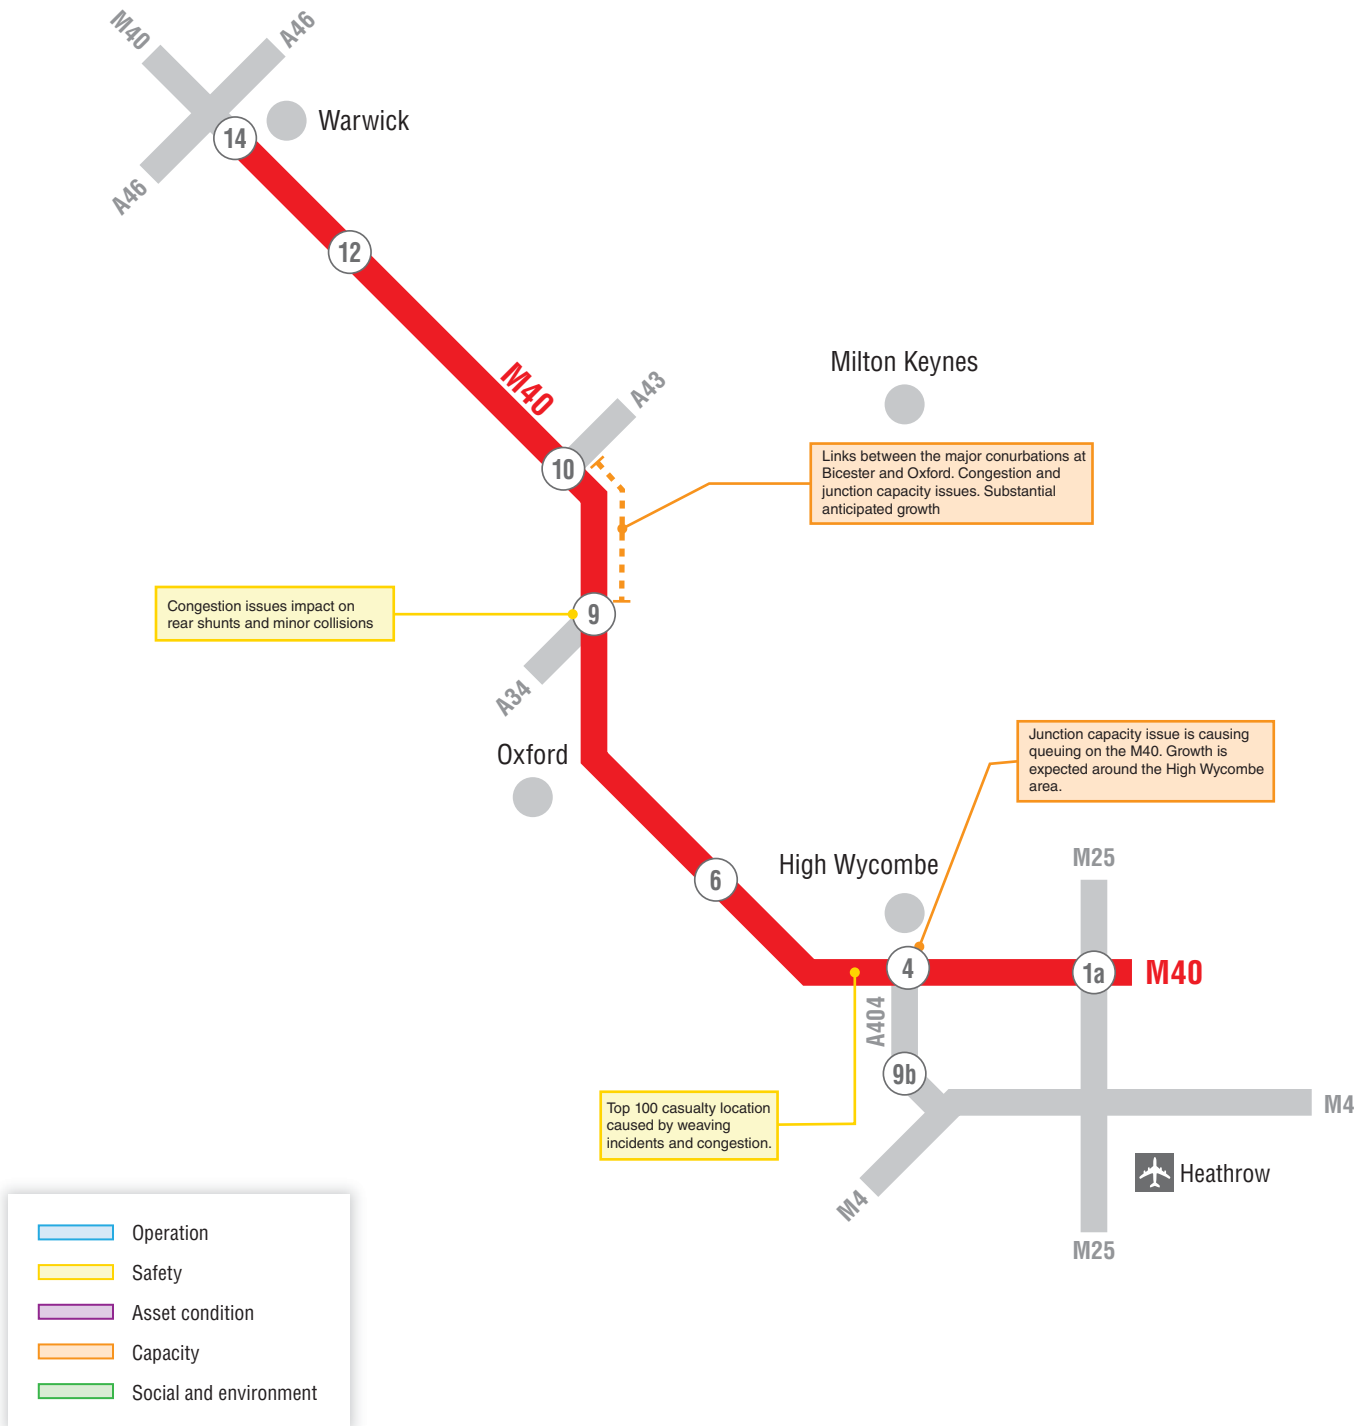 M40
A46
Warwick
14
A46
12
Milton Keynes
M40
A43
10
Links between the major conurbations at
Bicester and Oxford. Congestion and
junction capacity issues. Substantial
anticipated growth
Congestion issues impact on
rear shunts and minor collisions
9
A34
Oxford
Junction capacity issue is causing
queuing on the M40. Growth is
expected around the High Wycombe
area.
High Wycombe
M25
6
4
1a
M40
A404
9b
Top 100 casualty location
caused by weaving
incidents and congestion.
M4
M4
Heathrow
M25
Operation
Safety
Asset condition
Capacity
Social and environment